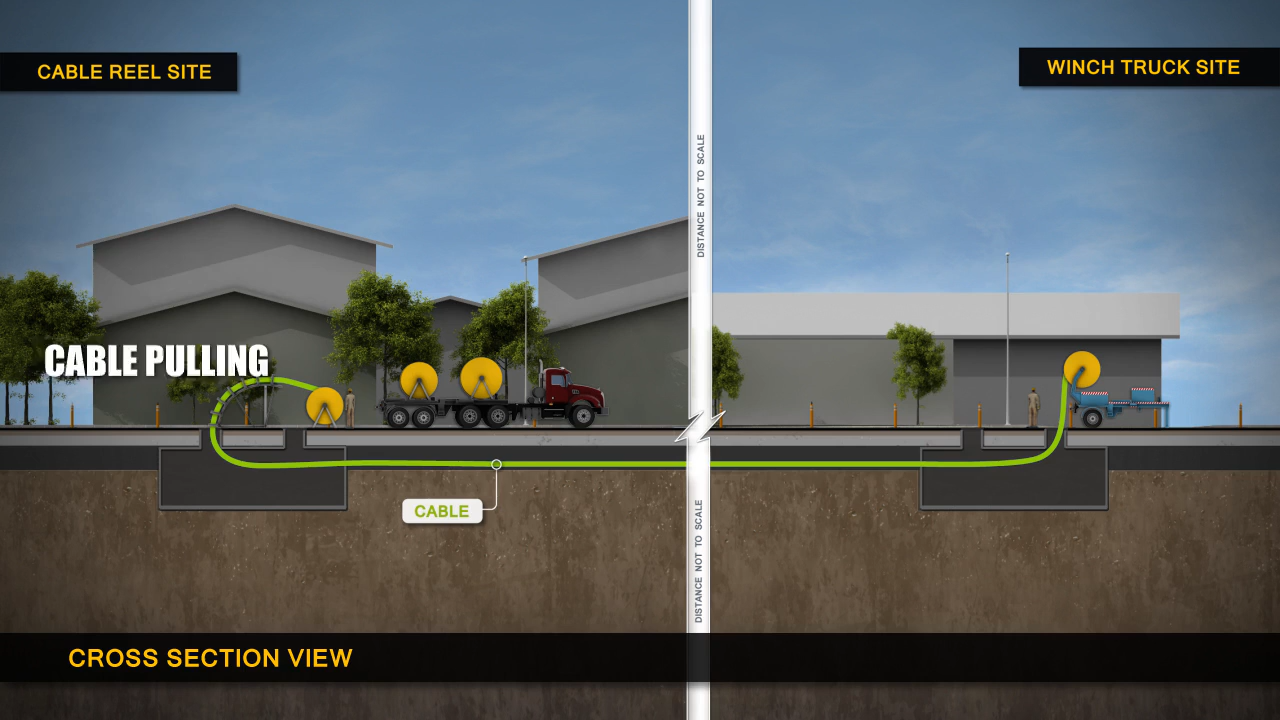 CABLE REEL SITE
WINCH TRUCK SITE
DISTANCE NOT TO SCALE
CABLE PULLING
CABLE
DISTANCE NOT TO SCALE
CROSS SECTION VIEW